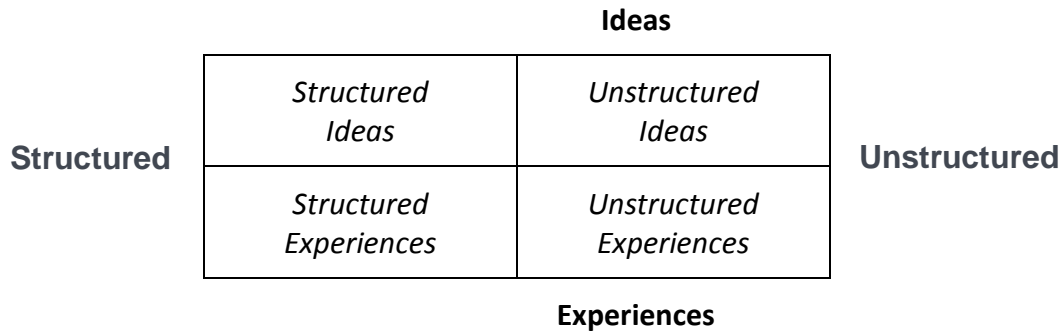 Ideas
Structured
Ideas
Unstructured
Ideas
Structured
Unstructured
Structured
Experiences
Unstructured
Experiences
Experiences